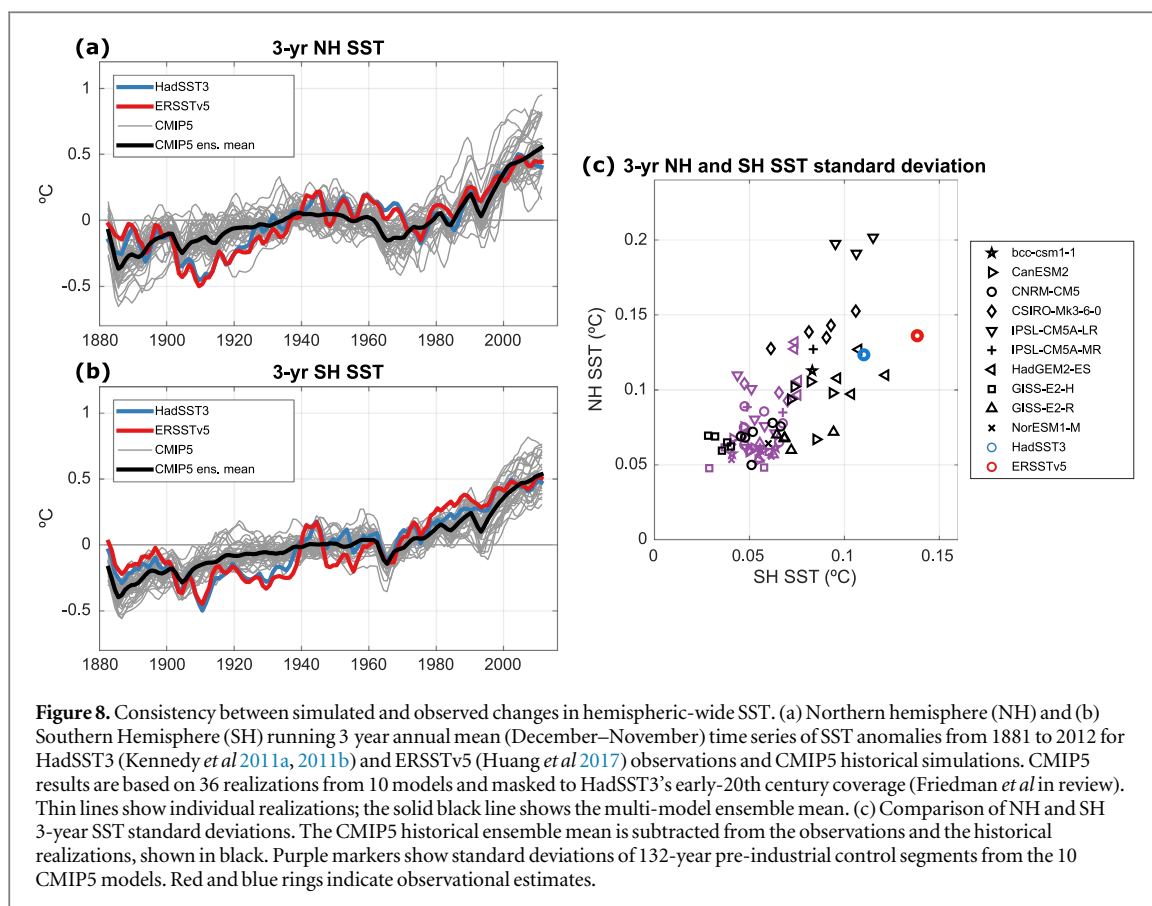 (a) 3-yr NH SST
1
0.5
0
-0.5
ºC
HadSST3
ERSSTv5
CMIP5
CMIP5 ens. mean
1880 1900 1920 1940 1960 1980 2000
(b) 3-yr SH SST
1
0.5
0
-0.5
ºC
HadSST3
ERSSTv5
CMIP5
CMIP5 ens. mean
1880 1900 1920 1940 1960 1980 2000
(c) 3-yr NH and SH SST standard deviation
NH SST (ºC)
0.2
0.15
0.1
0.05
0
0 0.05 0.1 0.15
SH SST (ºC)
bcc-csm1-1
CanESM2
CNRM-CM5
CSIRO-Mk3-6-0
IPSL-CM5A-LR
IPSL-CM5A-MR
HadGEM2-ES
GISS-E2-H
GISS-E2-R
NorESM1-M
HadSST3
ERSSTv5
Figure 8. Consistency between simulated and observed changes in hemispheric-wide SST. (a) Northern hemisphere (NH) and (b)
Southern Hemisphere (SH) running 3 year annual mean (December–November) time series of SST anomalies from 1881 to 2012 for
HadSST3 (Kennedy et al 2011a, 2011b) and ERSSTv5 (Huang et al 2017) observations and CMIP5 historical simulations. CMIP5
results are based on 36 realizations from 10 models and masked to HadSST3's early-20th century coverage (Friedman et al in review).
Thin lines show individual realizations; the solid black line shows the multi-model ensemble mean. (c) Comparison of NH and SH
3-year SST standard deviations. The CMIP5 historical ensemble mean is subtracted from the observations and the historical
realizations, shown in black. Purple markers show standard deviations of 132-year pre-industrial control segments from the 10
CMIP5 models. Red and blue rings indicate observational estimates.